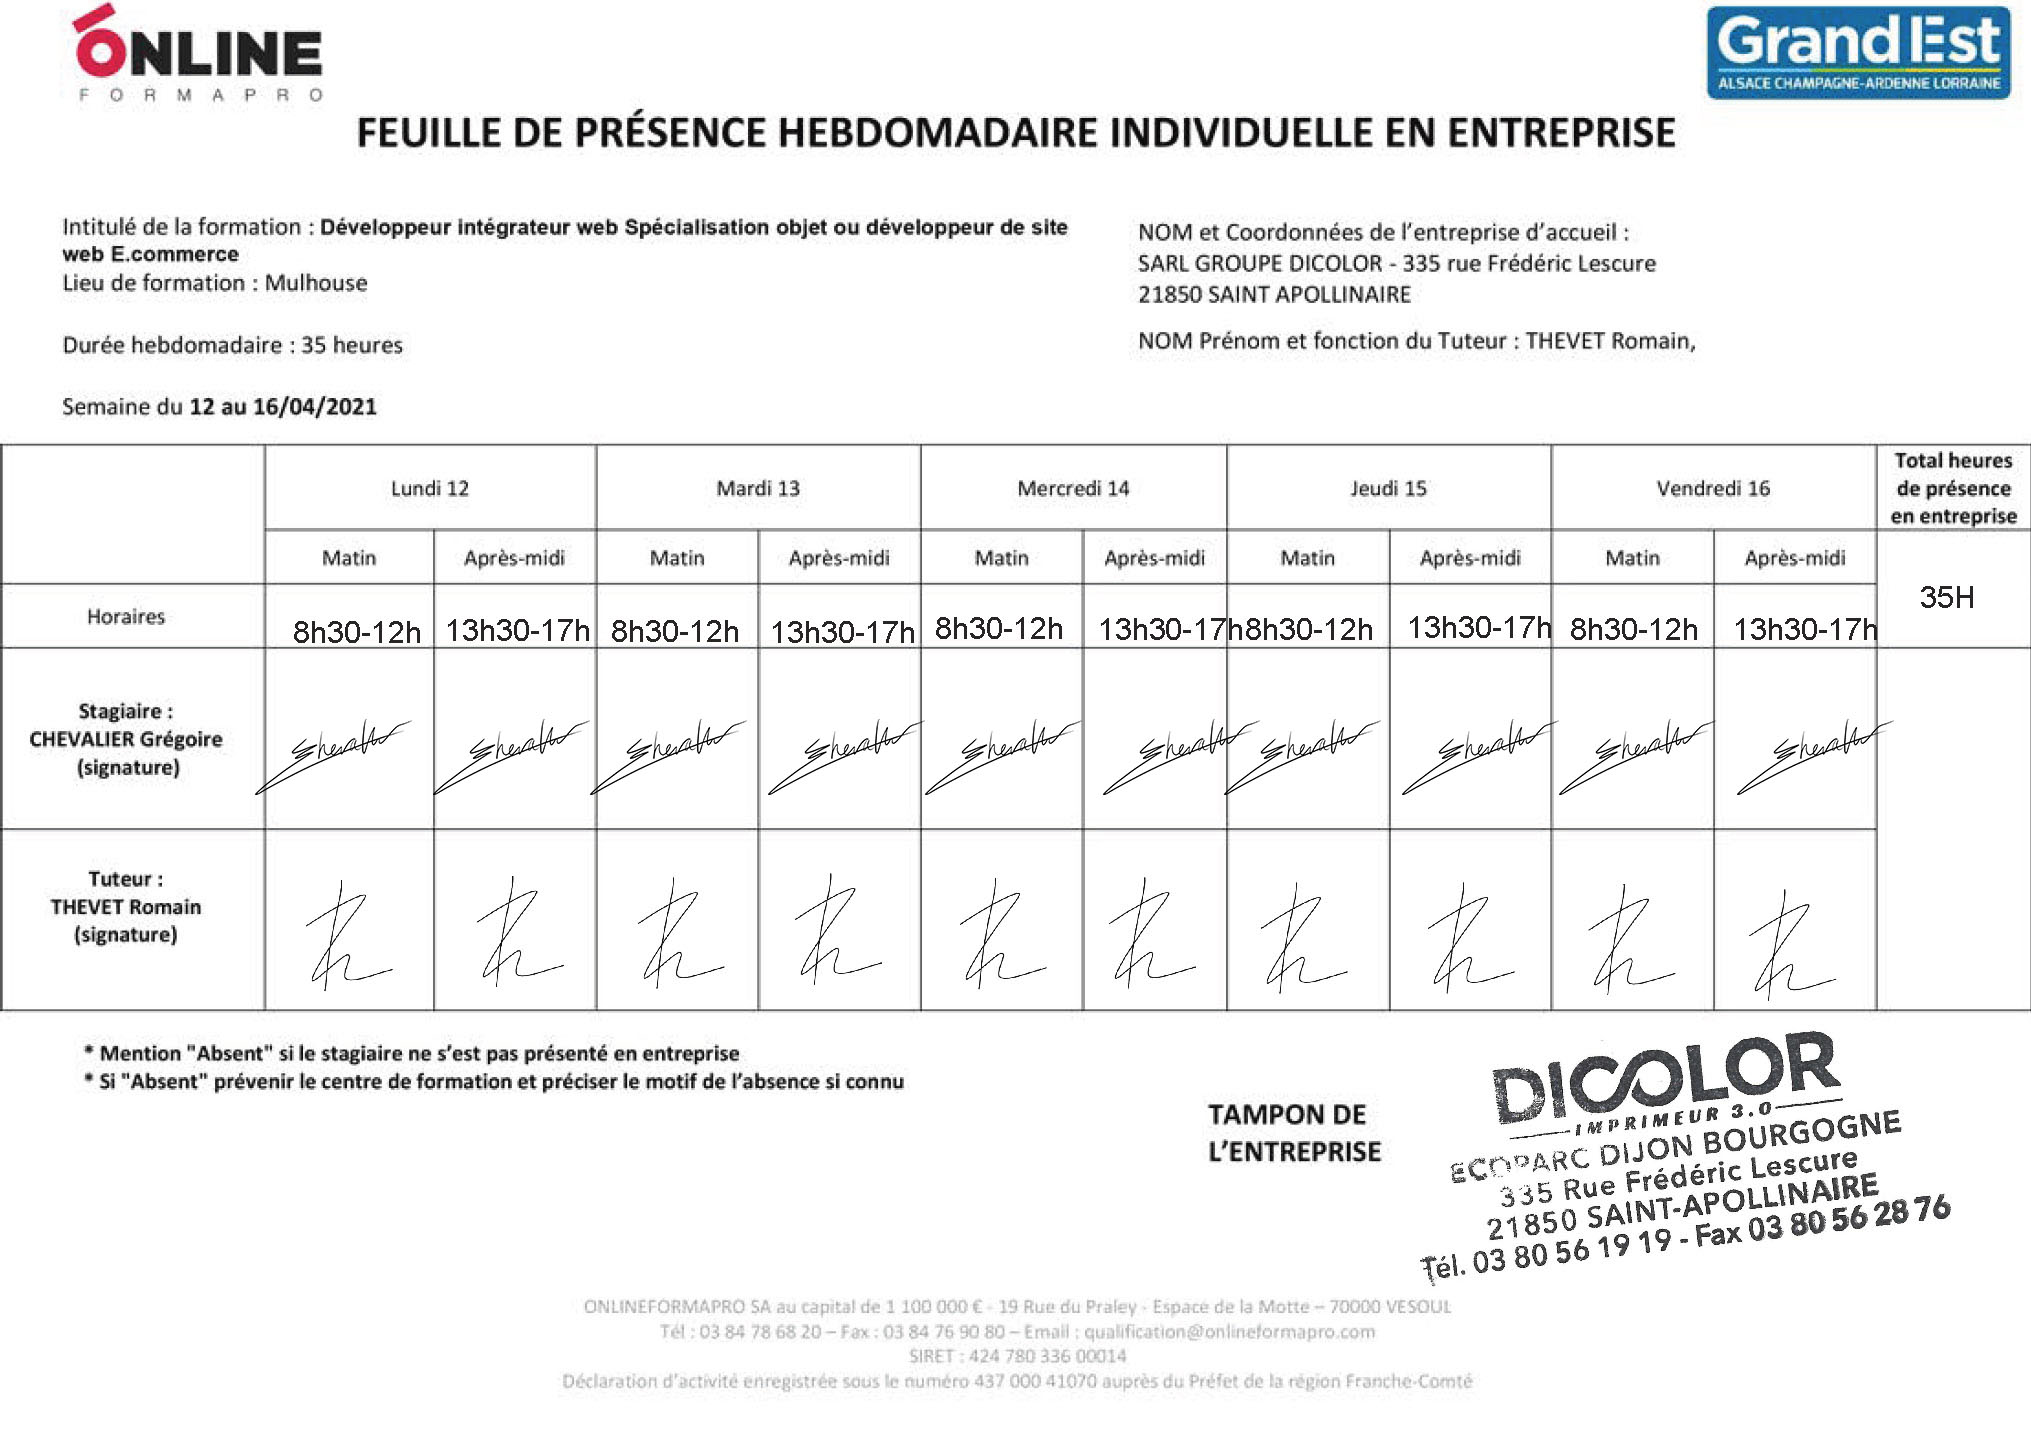 ÓNLINE
FORMAPRO
Grand Est
ALSACE CHAMPAGNE-ARDENNE LORRAINE
FEUILLE DE PRÉSENCE HEBDOMADAIRE INDIVIDUELLE EN ENTREPRISE
Intitulé de la formation : Développeur intégrateur web Spécialisation objet ou développeur de site
web E.commerce
Lieu de formation : Mulhouse
Durée hebdomadaire : 35 heures
Semaine du 12 au 16/04/2021
NOM et Coordonnées de l'entreprise d'accueil :
SARL GROUPE DICOLOR - 335 rue Frédéric Lescure
21850 SAINT APOLLINAIRE
NOM Prénom et fonction du Tuteur : THEVET Romain,
Lundi 12 Mardi 13 Mercredi 14 Jeudi 15 Vendredi 16
Total heures
de présence
en entreprise
Matin Après-midi Matin Après-midi Matin Après-midi Matin Après-midi Matin Après-midi
35H
Horaires 8h30-12h 13h30-17h 8h30-12h 13h30-17h 8h30-12h 13h30-17h 8h30-12h 13h30-17h 8h30-12h 13h30-17h
Stagiaire :
CHEVALIER Grégoire
(signature)
Tuteur :
THEVET Romain
(signature)
* Mention "Absent" si le stagiaire ne s'est pas présenté en entreprise
* Si "Absent" prévenir le centre de formation et préciser le motif de l'absence si connu
TAMPON DE
L'ENTREPRISE
DICOLOR
IMPRIMEUR 3.0
ECOPARC DIJON BOURGOGNE
335 Rue Frédéric Lescure
21850 SAINT-APOLLINAIRE
Tél. 03 80 56 19 19 - Fax 03 80 56 28 76
ONLINEFORMAPRO SA au capital de 1 100 000 € - 19 Rue du Praley - Espace de la Motte – 70000 VESOUL
Tél : 03 84 78 68 20 – Fax : 03 84 76 90 80 – Email : qualification@onlineformapro.com
SIRET : 424 780 336 00014
Déclaration d'activité enregistrée sous le numéro 437 000 41070 auprès du Préfet de la région Franche-Comté